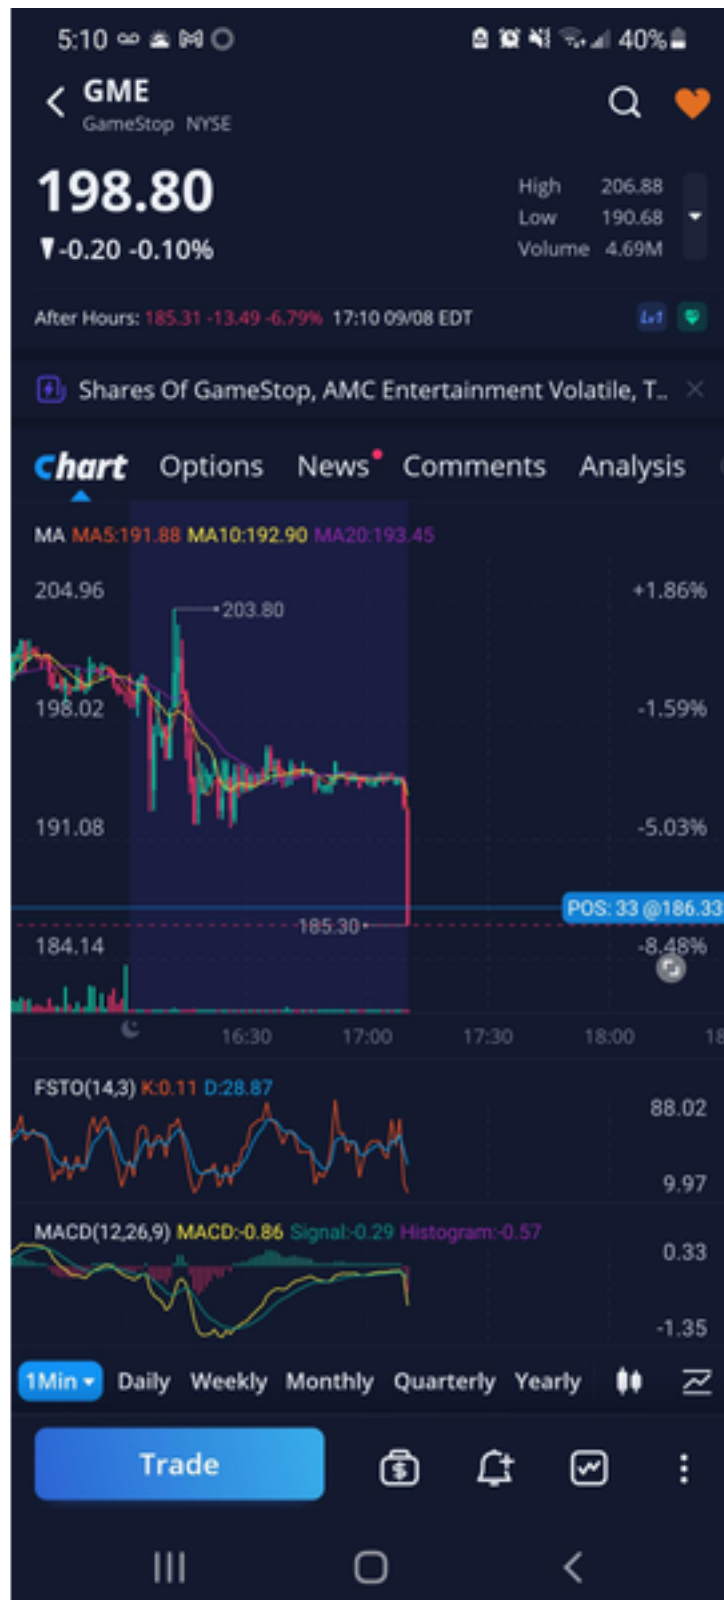 5:10 40%
GME
GameStop NYSE
198.80
-0.20 -0.10%
High 206.88
Low 190.68
Volume 4.69M
After Hours: 185.31 -13.49 -6.79% 17:10 09/08 EDT
Lv1
Shares Of GameStop, AMC Entertainment Volatile, T..
Chart Options News Comments Analysis
MA MA5:191.88 MA10:192.90 MA20:193.45
204.96 +1.86%
203.80
198.02 -1.59%
191.08 -5.03%
POS: 33 @186.33
185.30
184.14 -8.48%
16:30 17:00 17:30 18:00 18
FSTO(14,3) K:0.11 D:28.87
88.02
9.97
MACD(12,26,9) MACD:-0.86 Signal:-0.29 Histogram:-0.57
0.33
-1.35
1Min Daily Weekly Monthly Quarterly Yearly
Trade